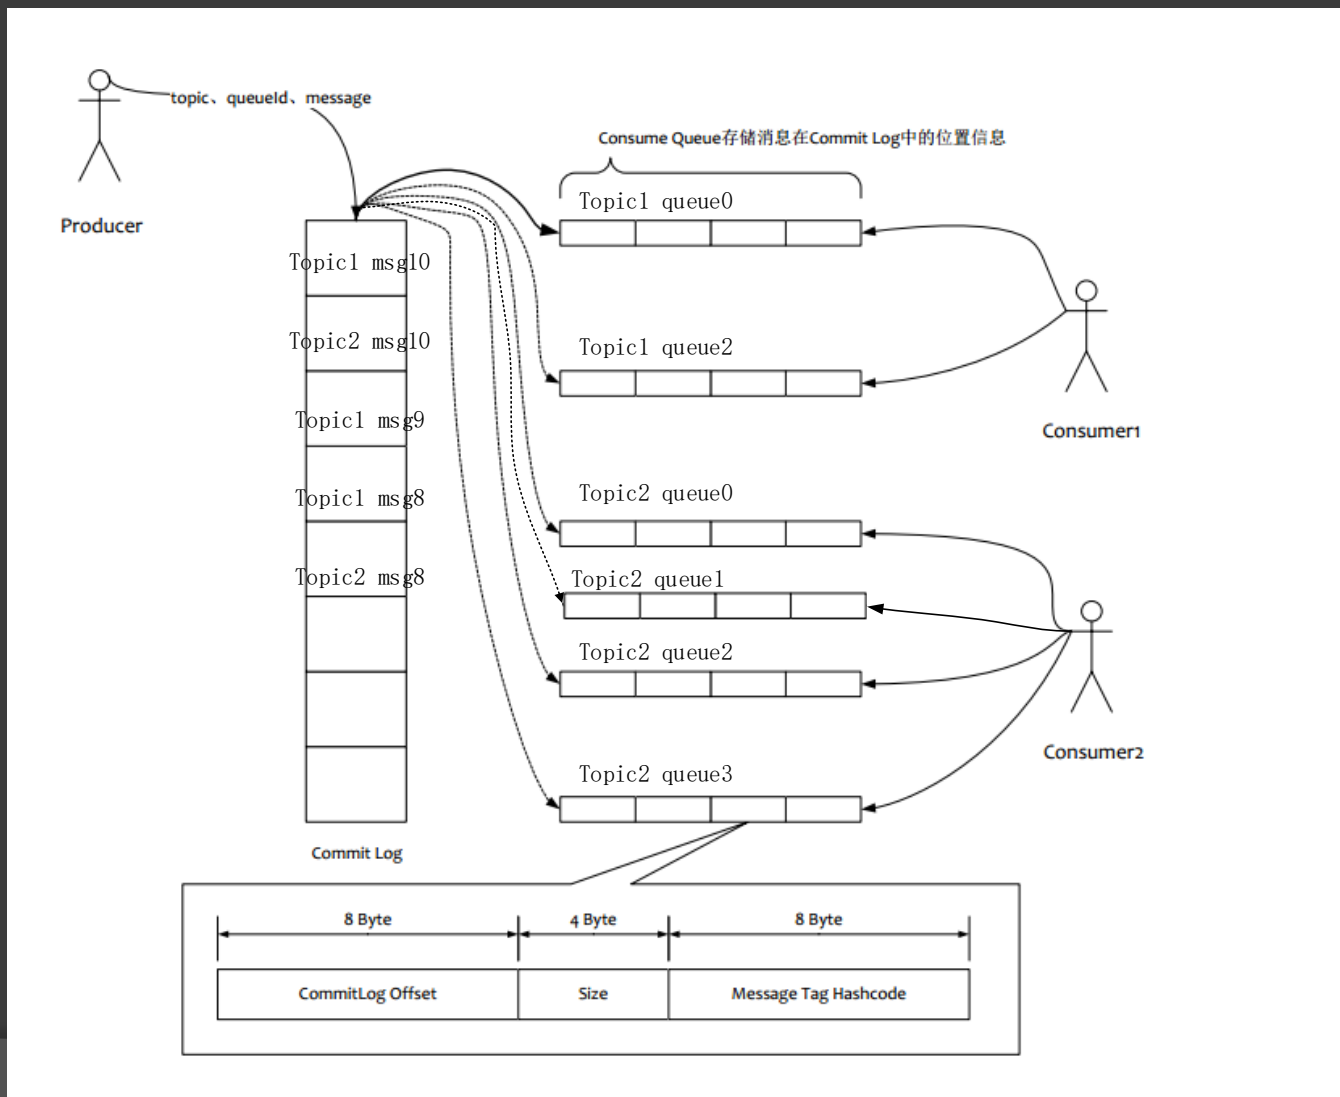 topic、queueId、message
Producer
Consume Queue存储消息在Commit Log中的位置信息
Topic1 queue0
Topic1 msg10
Topic2 msg10
Topic1 msg9
Topic1 msg8
Topic2 msg8
Commit Log
Topic1 queue2
Topic2 queue0
Topic2 queue1
Topic2 queue2
Topic2 queue3
Consumer1
Consumer2
8 Byte
4 Byte
8 Byte
CommitLog Offset
Size
Message Tag Hashcode